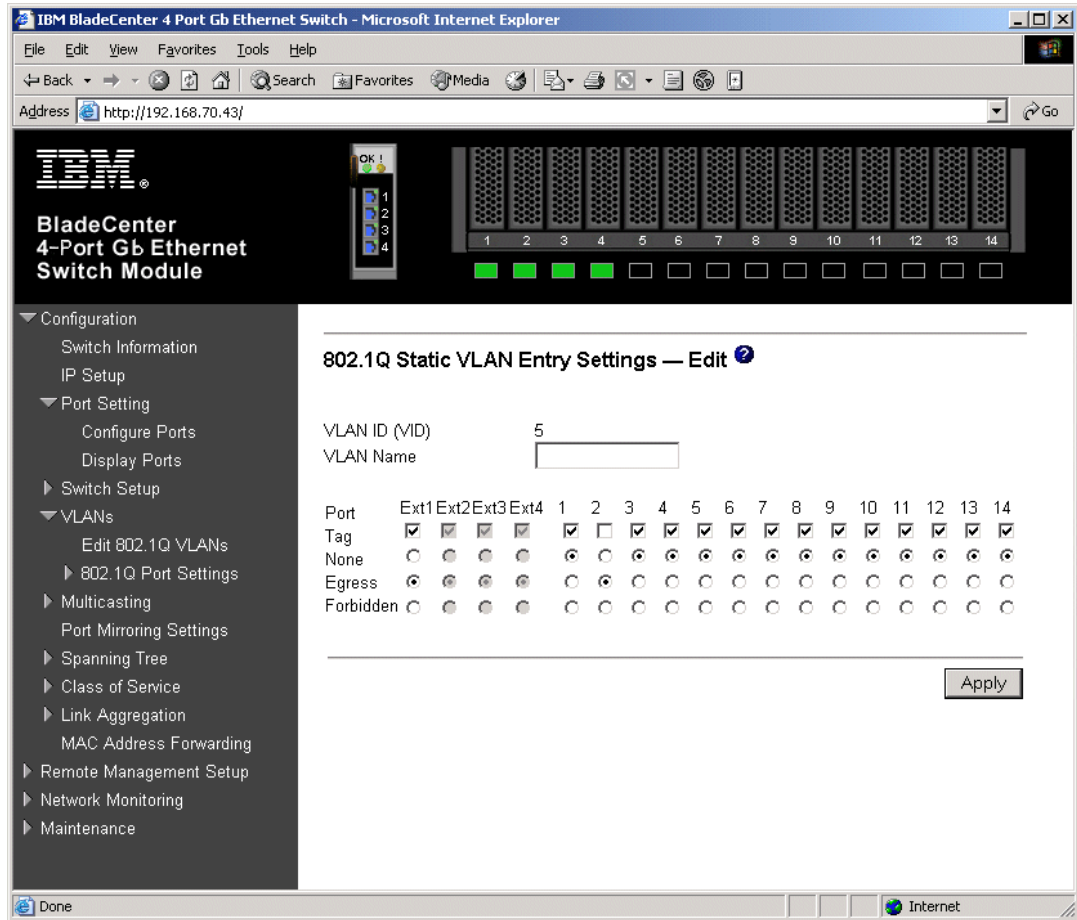 IBM BladeCenter 4 Port Gb Ethernet Switch - Microsoft Internet Explorer
File Edit View Favorites Tools Help
Back Search Favorites Media
Address http://192.168.70.43/ Go
IBM®
BladeCenter
4-Port Gb Ethernet
Switch Module
OK !
1
2
3
4
1 2 3 4 5 6 7 8 9 10 11 12 13 14
Configuration
Switch Information
IP Setup
Port Setting
Configure Ports
Display Ports
Switch Setup
VLANs
Edit 802.1Q VLANs
802.1Q Port Settings
Multicasting
Port Mirroring Settings
Spanning Tree
Class of Service
Link Aggregation
MAC Address Forwarding
Remote Management Setup
Network Monitoring
Maintenance
802.1Q Static VLAN Entry Settings — Edit ?
VLAN ID (VID) 5
VLAN Name
Port Ext1 Ext2 Ext3 Ext4 1 2 3 4 5 6 7 8 9 10 11 12 13 14
Tag
None
Egress
Forbidden
Apply
Done Internet